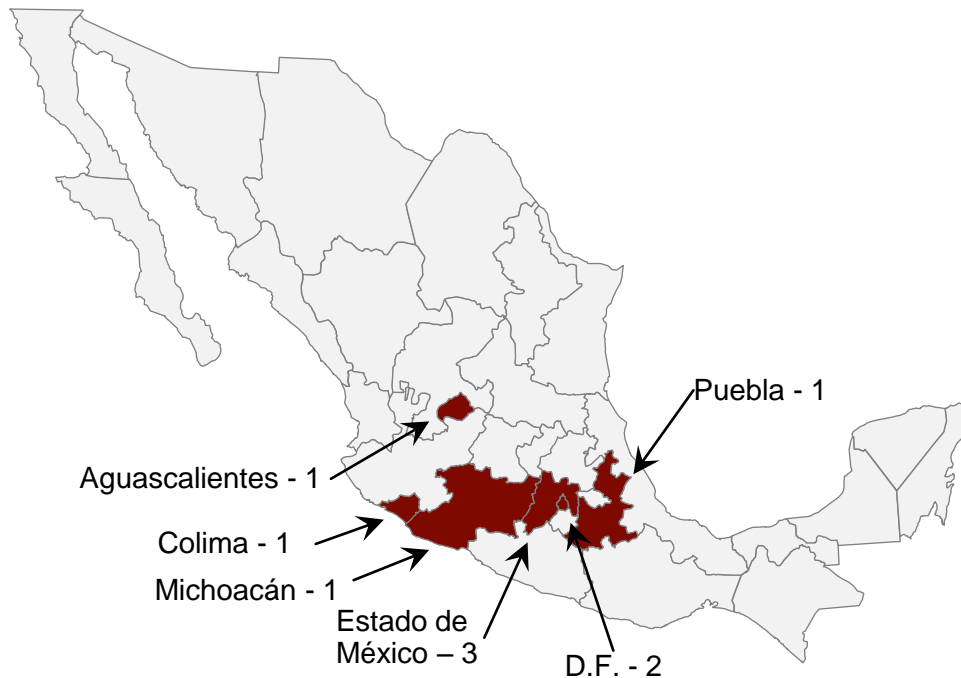 Puebla - 1
Aguascalientes - 1
Colima - 1
Michoacán - 1
Estado de
México – 3
D.F. - 2